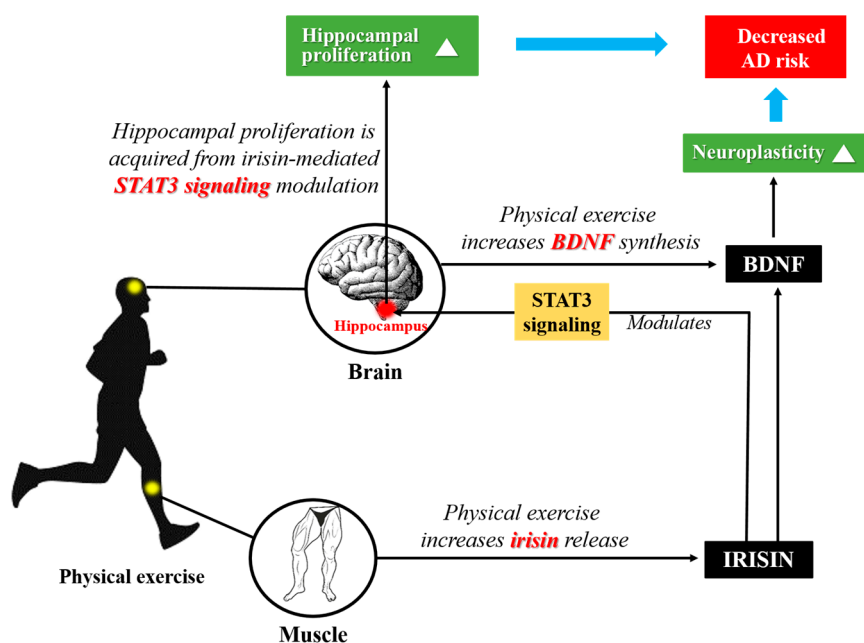 Hippocampal
proliferation
Decreased
AD risk
Hippocampal proliferation is
acquired from irisin-mediated
STAT3 signaling modulation
Neuroplasticity
Physical exercise
increases BDNF synthesis
BDNF
STAT3
signaling
Modulates
Hippocampus
Brain
Physical exercise
increases irisin release
IRISIN
Physical exercise
Muscle